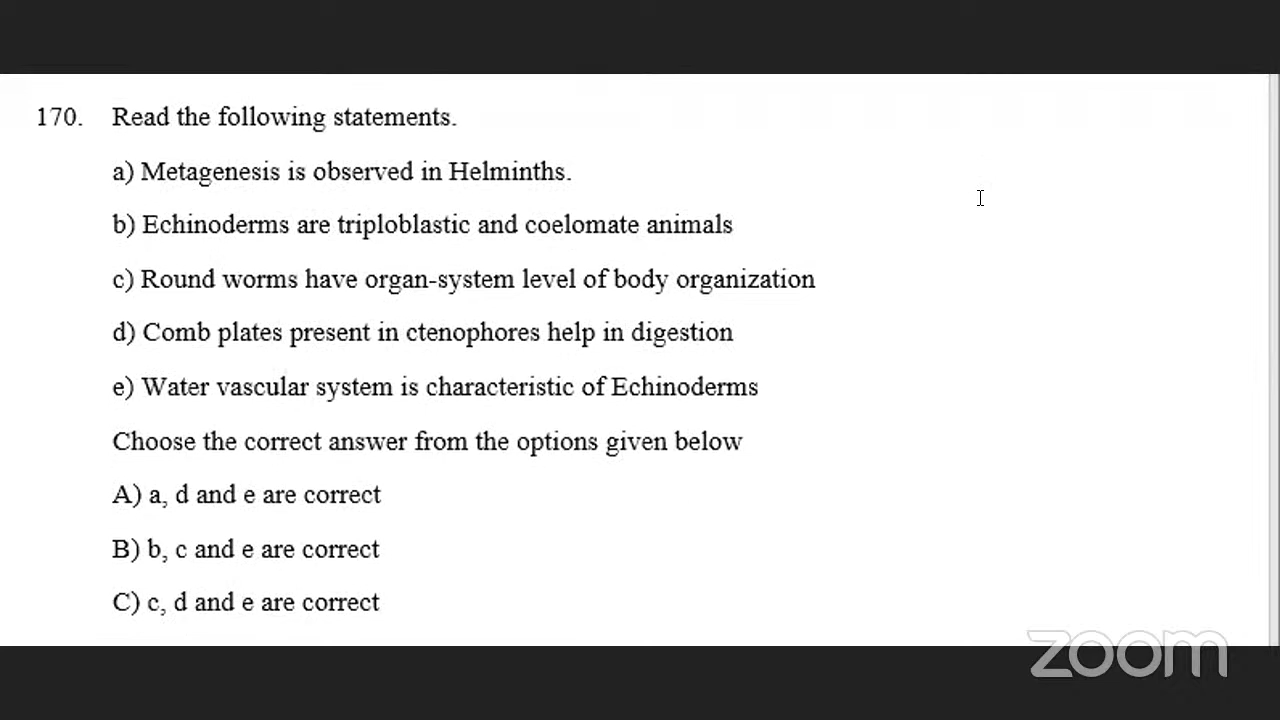 170. Read the following statements.
a) Metagenesis is observed in Helminths.
b) Echinoderms are triploblastic and coelomate animals
c) Round worms have organ-system level of body organization
d) Comb plates present in ctenophores help in digestion
e) Water vascular system is characteristic of Echinoderms
Choose the correct answer from the options given below
A) a, d and e are correct
B) b, c and e are correct
C) c, d and e are correct
zoom